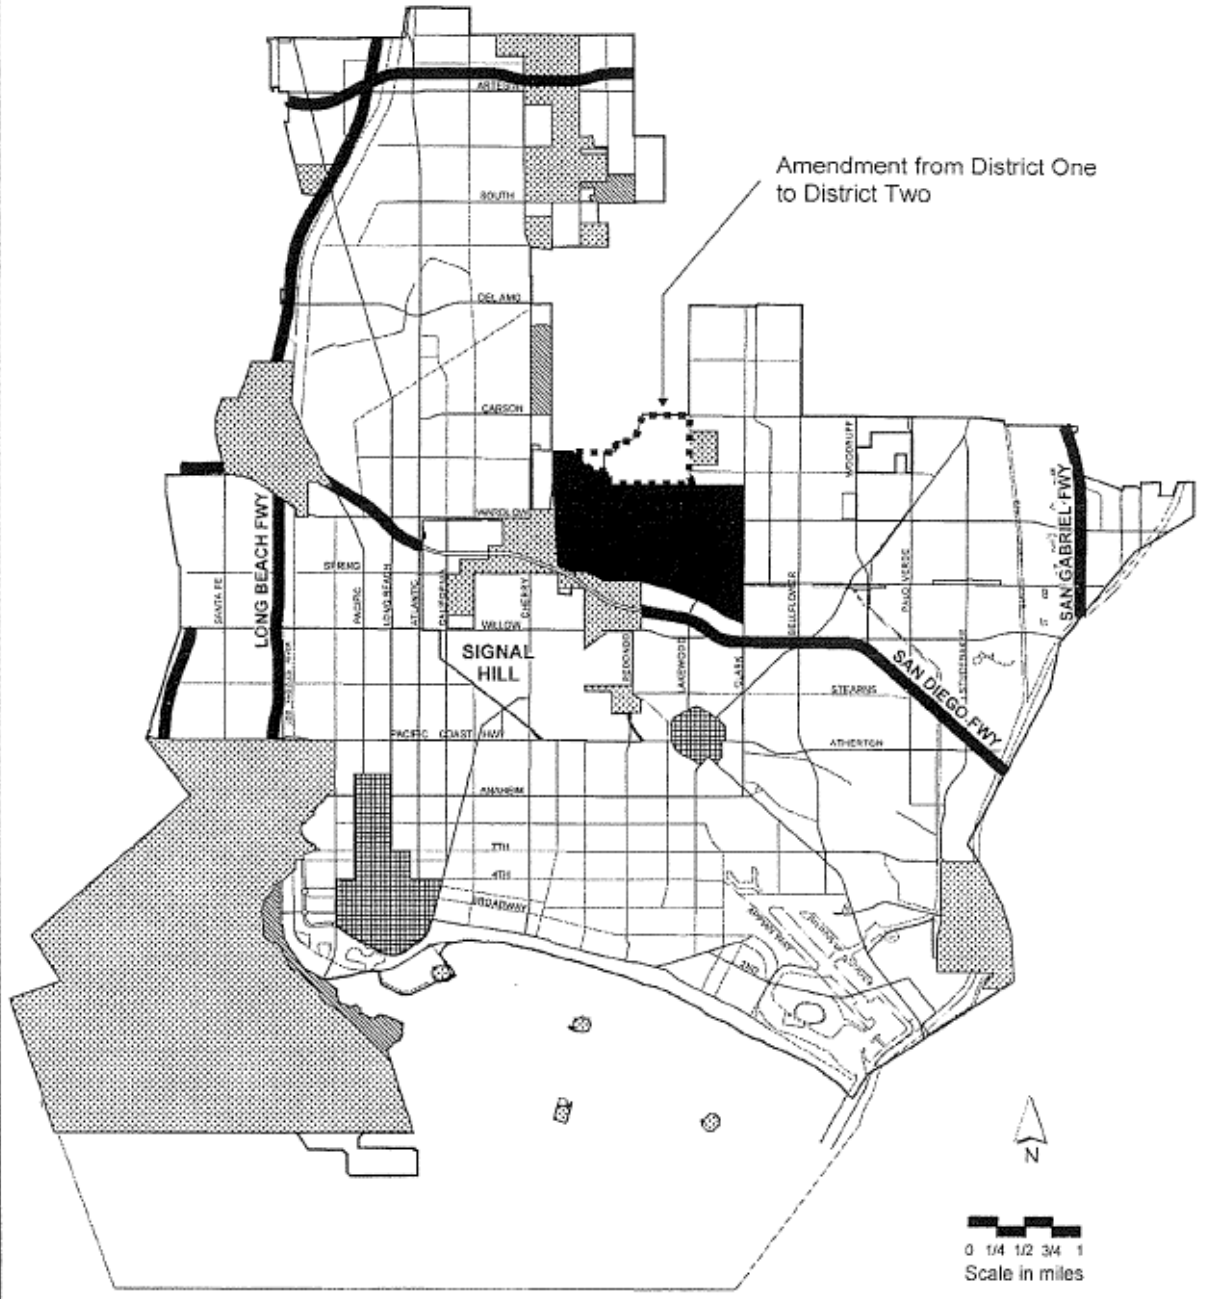 ARTESIA
Amendment from District One
to District Two
SOUTH
DEL AMO
CARSON
WOODRUFF
WARDLOW
LONG BEACH FWY
SAN GABRIEL FWY
SANTA FE
SPRING
PACIFIC
LONG BEACH
ATLANTIC
CALIFORNIA
CHERRY
BELLFLOWER
PALO VERDE
WILLOW
SIGNAL
HILL
REDONDO
LAKEWOOD
CLARK
STUDEBAKER
SAN DIEGO FWY
STEARNS
PACIFIC COAST HWY
ATHERTON
ANAHEIM
7TH
4TH
BROADWAY
2ND
N
0 1/4 1/2 3/4 1
Scale in miles